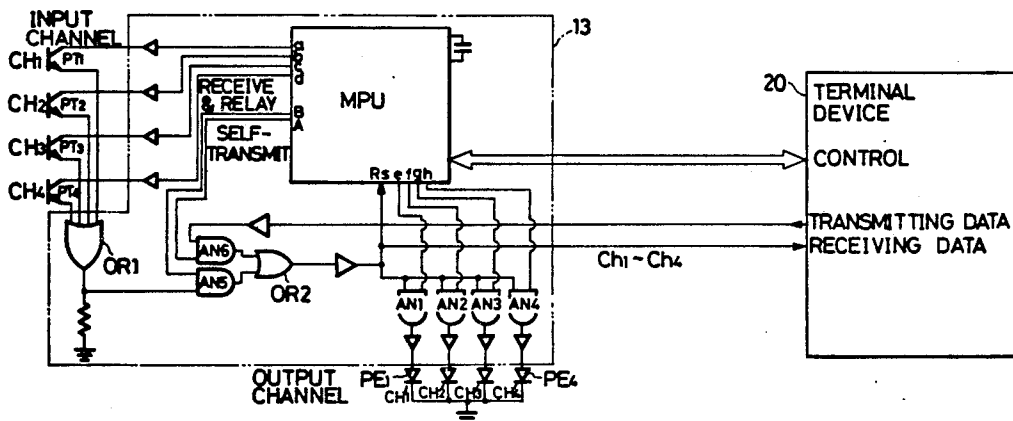 INPUT
CHANNEL
CH1 PT1
CH2 PT2
CH3 PT3
CH4 PT4
13
a
b
c
d
B
A
MPU
RECEIVE
& RELAY
SELF-
TRANSMIT
Rs e f g h
20
TERMINAL
DEVICE
CONTROL
TRANSMITTING DATA
RECEIVING DATA
Ch1~Ch4
OR1
AN6
AN5
OR2
AN1 AN2 AN3 AN4
OUTPUT
CHANNEL
PE1 PE4
CH1 CH2 CH3 CH4